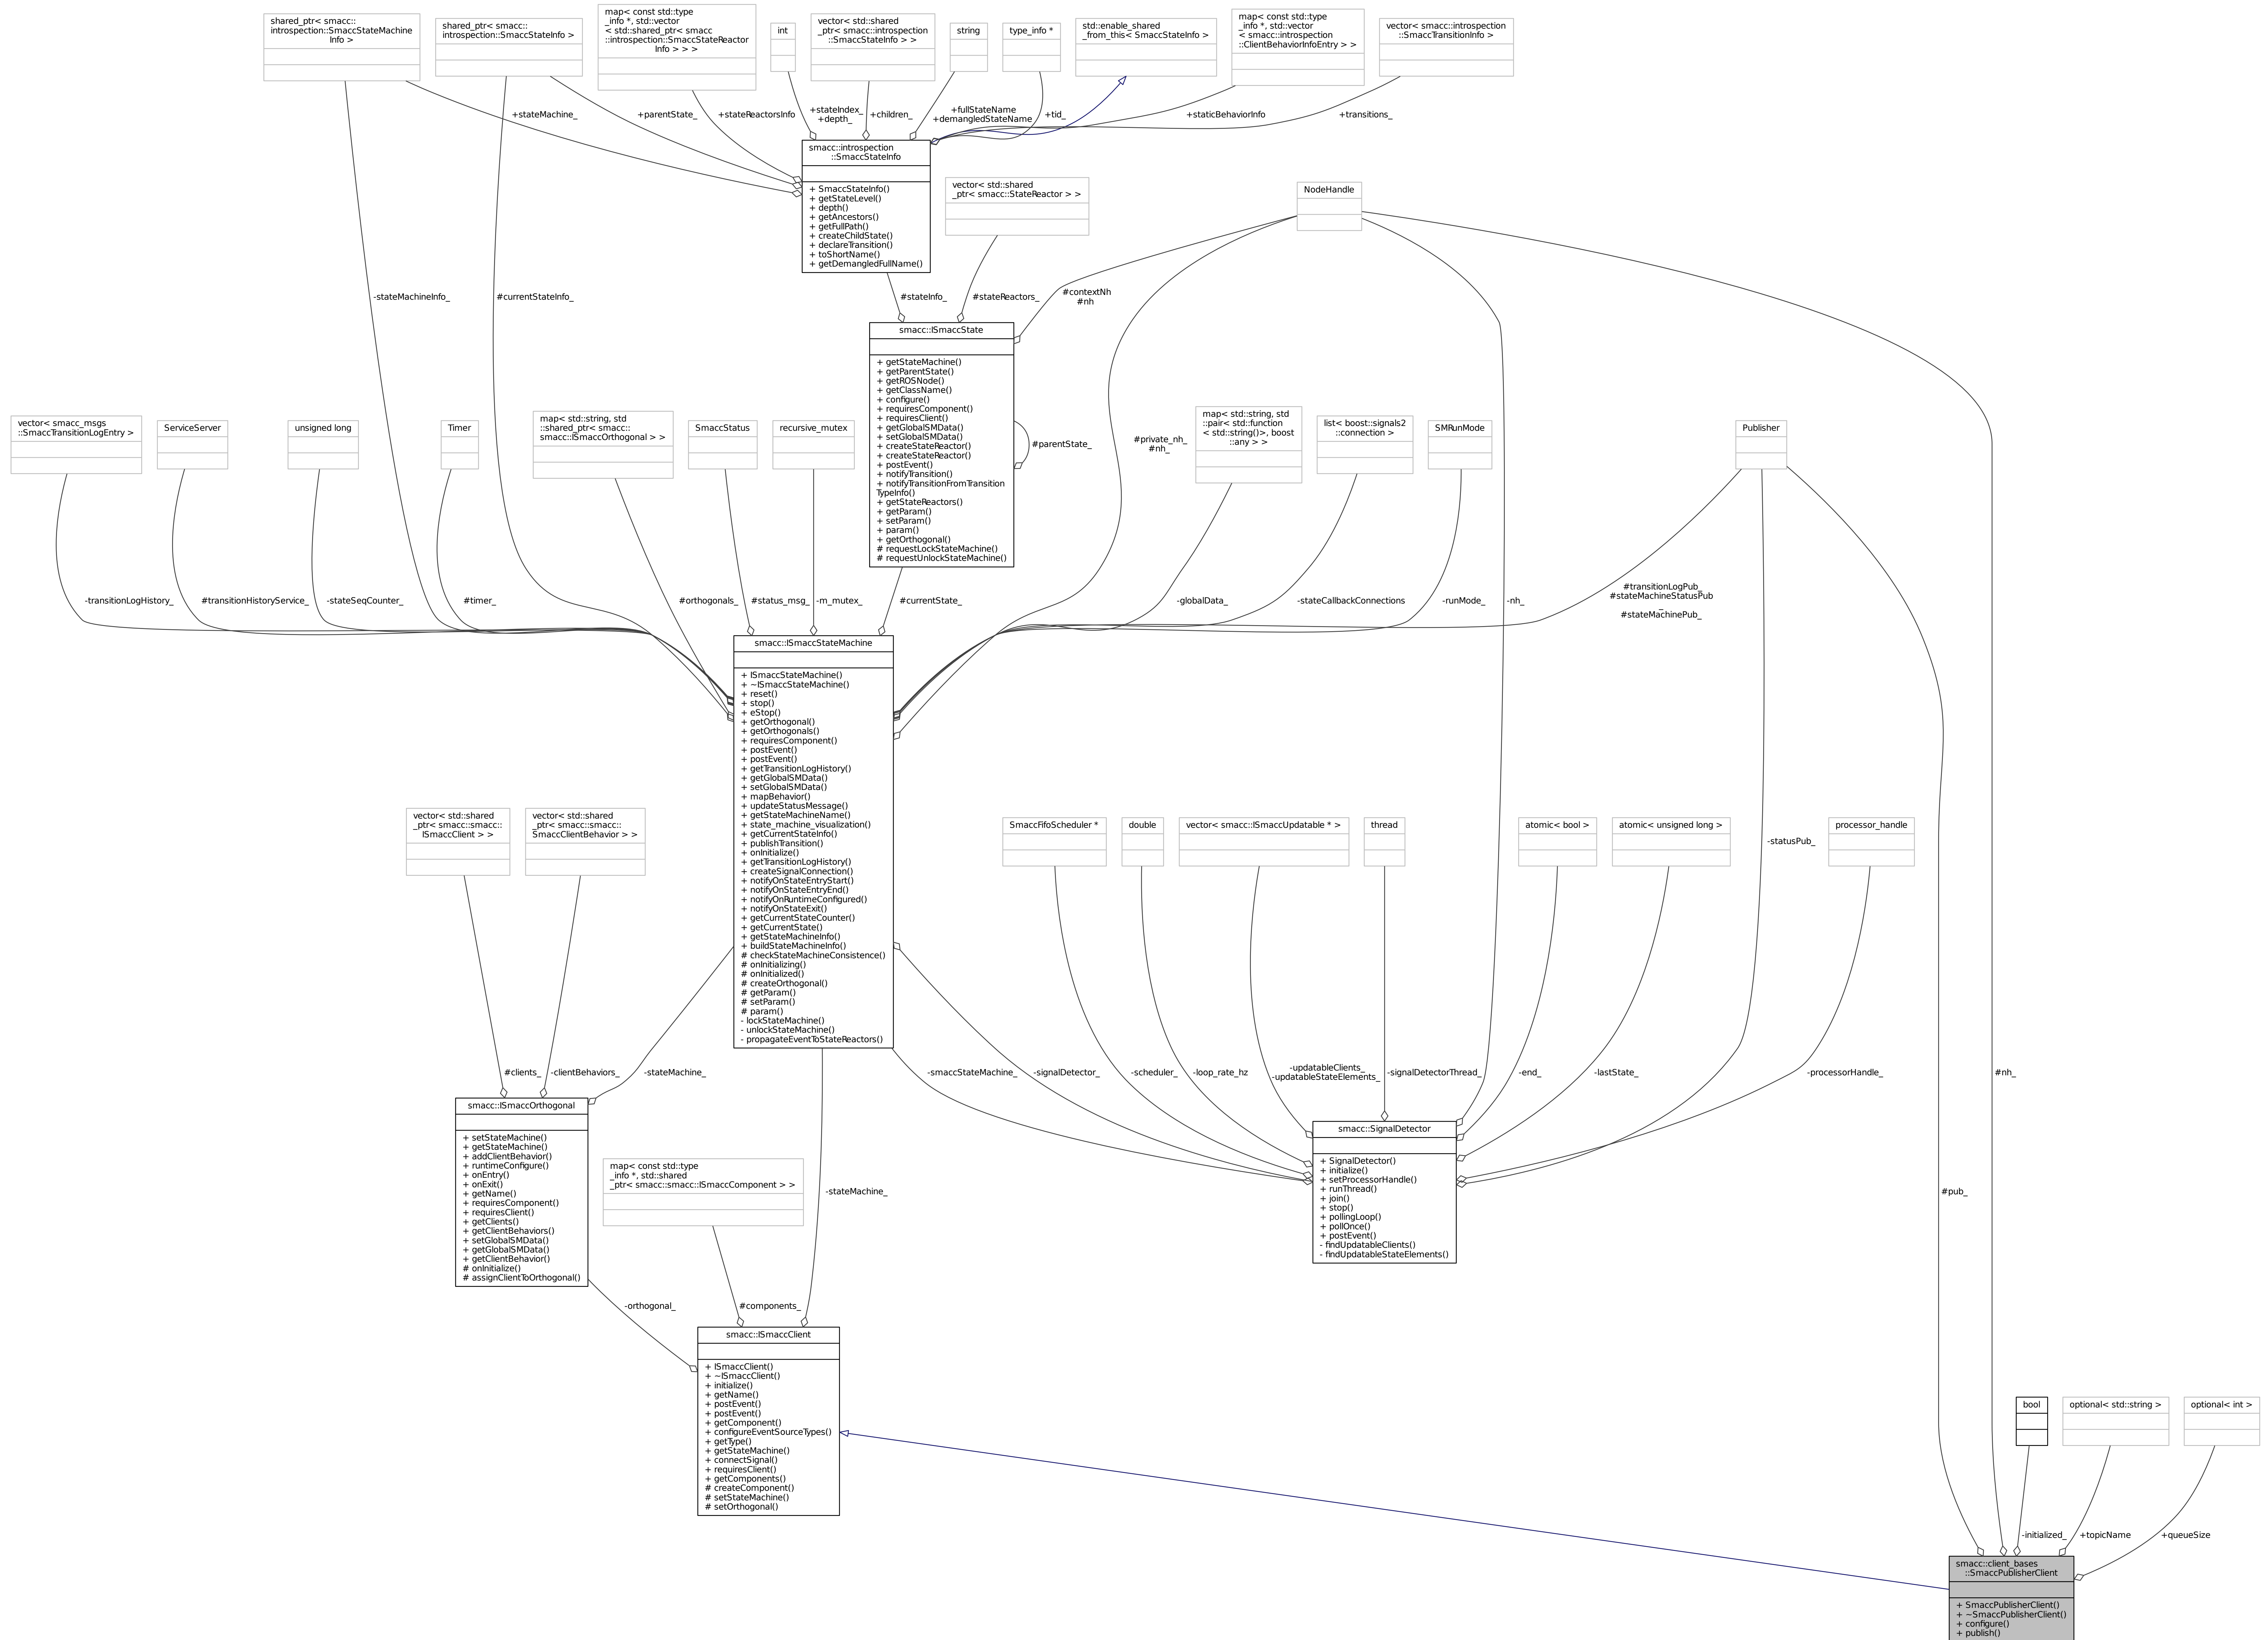 shared_ptr< smacc::
introspection::SmaccStateMachine
Info >
shared_ptr< smacc::
introspection::SmaccStateInfo >
map< const std::type
_info *, std::vector
< std::shared_ptr< smacc
::introspection::SmaccStateReactor
Info > > >
int
vector< std::shared
_ptr< smacc::introspection
::SmaccStateInfo > >
string
type_info *
std::enable_shared
_from_this< SmaccStateInfo >
map< const std::type
_info *, std::vector
< smacc::introspection
::ClientBehaviorInfoEntry > >
vector< smacc::introspection
::SmaccTransitionInfo >
+stateMachine_
+parentState_
+stateReactorsInfo
+stateIndex_
+depth_
+children_
+fullStateName
+demangledStateName
+tid_
+staticBehaviorInfo
+transitions_
smacc::introspection
::SmaccStateInfo
+ SmaccStateInfo()
+ getStateLevel()
+ depth()
+ getAncestors()
+ getFullPath()
+ createChildState()
+ declareTransition()
+ toShortName()
+ getDemangledFullName()
vector< std::shared
_ptr< smacc::StateReactor > >
NodeHandle
-stateMachineInfo_
#currentStateInfo_
#stateInfo_
#stateReactors_
#contextNh
#nh
smacc::ISmaccState
+ getStateMachine()
+ getParentState()
+ getROSNode()
+ getClassName()
+ configure()
+ requiresComponent()
+ requiresClient()
+ getGlobalSMData()
+ setGlobalSMData()
+ createStateReactor()
+ createStateReactor()
+ postEvent()
+ notifyTransition()
+ notifyTransitionFromTransition
TypeInfo()
+ getStateReactors()
+ getParam()
+ setParam()
+ param()
+ getOrthogonal()
# requestLockStateMachine()
# requestUnlockStateMachine()
#parentState_
vector< smacc_msgs
::SmaccTransitionLogEntry >
ServiceServer
unsigned long
Timer
map< std::string, std
::shared_ptr< smacc::
smacc::ISmaccOrthogonal > >
SmaccStatus
recursive_mutex
#private_nh_
#nh_
map< std::string, std
::pair< std::function
< std::string()>, boost
::any > >
list< boost::signals2
::connection >
SMRunMode
Publisher
-transitionLogHistory_
#transitionHistoryService_
-stateSeqCounter_
#timer_
#orthogonals_
#status_msg_
-m_mutex_
#currentState_
-globalData_
-stateCallbackConnections
-runMode_
-nh_
#transitionLogPub_
#stateMachineStatusPub
_
#stateMachinePub_
smacc::ISmaccStateMachine
+ ISmaccStateMachine()
+ ~ISmaccStateMachine()
+ reset()
+ stop()
+ eStop()
+ getOrthogonal()
+ getOrthogonals()
+ requiresComponent()
+ postEvent()
+ postEvent()
+ getTransitionLogHistory()
+ getGlobalSMData()
+ setGlobalSMData()
+ mapBehavior()
+ updateStatusMessage()
+ getStateMachineName()
+ state_machine_visualization()
+ getCurrentStateInfo()
+ publishTransition()
+ onInitialize()
+ getTransitionLogHistory()
+ createSignalConnection()
+ notifyOnStateEntryStart()
+ notifyOnStateEntryEnd()
+ notifyOnRuntimeConfigured()
+ notifyOnStateExit()
+ getCurrentStateCounter()
+ getCurrentState()
+ getStateMachineInfo()
+ buildStateMachineInfo()
# checkStateMachineConsistence()
# onInitializing()
# onInitialized()
# createOrthogonal()
# getParam()
# setParam()
# param()
- lockStateMachine()
- unlockStateMachine()
- propagateEventToStateReactors()
vector< std::shared
_ptr< smacc::smacc::
ISmaccClient > >
vector< std::shared
_ptr< smacc::smacc::
SmaccClientBehavior > >
SmaccFifoScheduler *
double
vector< smacc::ISmaccUpdatable * >
thread
atomic< bool >
atomic< unsigned long >
-statusPub_
processor_handle
#clients_
-clientBehaviors_
-stateMachine_
-smaccStateMachine_
-signalDetector_
-scheduler_
-loop_rate_hz
-updatableClients_
-updatableStateElements_
-signalDetectorThread_
-end_
-lastState_
-processorHandle_
#nh_
smacc::ISmaccOrthogonal
+ setStateMachine()
+ getStateMachine()
+ addClientBehavior()
+ runtimeConfigure()
+ onEntry()
+ onExit()
+ getName()
+ requiresComponent()
+ requiresClient()
+ getClients()
+ getClientBehaviors()
+ setGlobalSMData()
+ getGlobalSMData()
+ getClientBehavior()
# onInitialize()
# assignClientToOrthogonal()
smacc::SignalDetector
+ SignalDetector()
+ initialize()
+ setProcessorHandle()
+ runThread()
+ join()
+ stop()
+ pollingLoop()
+ pollOnce()
+ postEvent()
- findUpdatableClients()
- findUpdatableStateElements()
map< const std::type
_info *, std::shared
_ptr< smacc::smacc::ISmaccComponent > >
-stateMachine_
#pub_
-orthogonal_
#components_
smacc::ISmaccClient
+ ISmaccClient()
+ ~ISmaccClient()
+ initialize()
+ getName()
+ postEvent()
+ postEvent()
+ getComponent()
+ configureEventSourceTypes()
+ getType()
+ getStateMachine()
+ connectSignal()
+ requiresClient()
+ getComponents()
# createComponent()
# setStateMachine()
# setOrthogonal()
bool
optional< std::string >
optional< int >
-initialized_
+topicName
+queueSize
smacc::client_bases
::SmaccPublisherClient
+ SmaccPublisherClient()
+ ~SmaccPublisherClient()
+ configure()
+ publish()